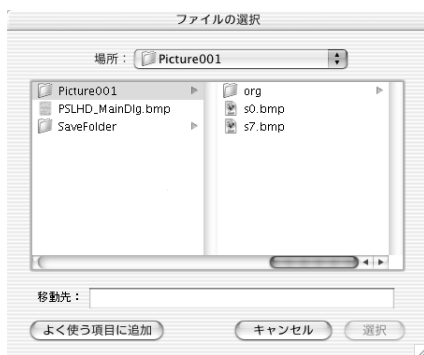 ファイルの選択
場所： Picture001
Picture001
PSLHD_MainDlg.bmp
SaveFolder
org
s0.bmp
s7.bmp
移動先：
よく使う項目に追加
キャンセル
選択